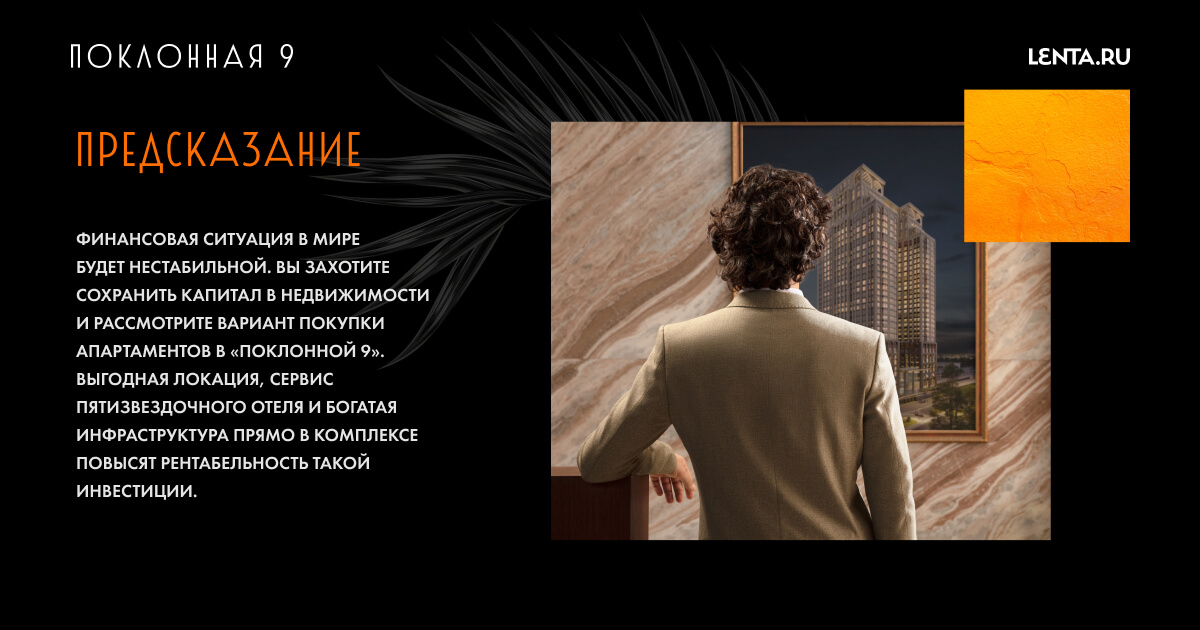 ПОКЛОННАЯ 9
LENTA.RU
ПРЕДСКАЗАНИЕ
ФИНАНСОВАЯ СИТУАЦИЯ В МИРЕ
БУДЕТ НЕСТАБИЛЬНОЙ. ВЫ ЗАХОТИТЕ
СОХРАНИТЬ КАПИТАЛ В НЕДВИЖИМОСТИ
И РАССМОТРИТЕ ВАРИАНТ ПОКУПКИ
АПАРТАМЕНТОВ В «ПОКЛОННОЙ 9».
ВЫГОДНАЯ ЛОКАЦИЯ, СЕРВИС
ПЯТИЗВЕЗДОЧНОГО ОТЕЛЯ И БОГАТАЯ
ИНФРАСТРУКТУРА ПРЯМО В КОМПЛЕКСЕ
ПОВЫСЯТ РЕНТАБЕЛЬНОСТЬ ТАКОЙ
ИНВЕСТИЦИИ.